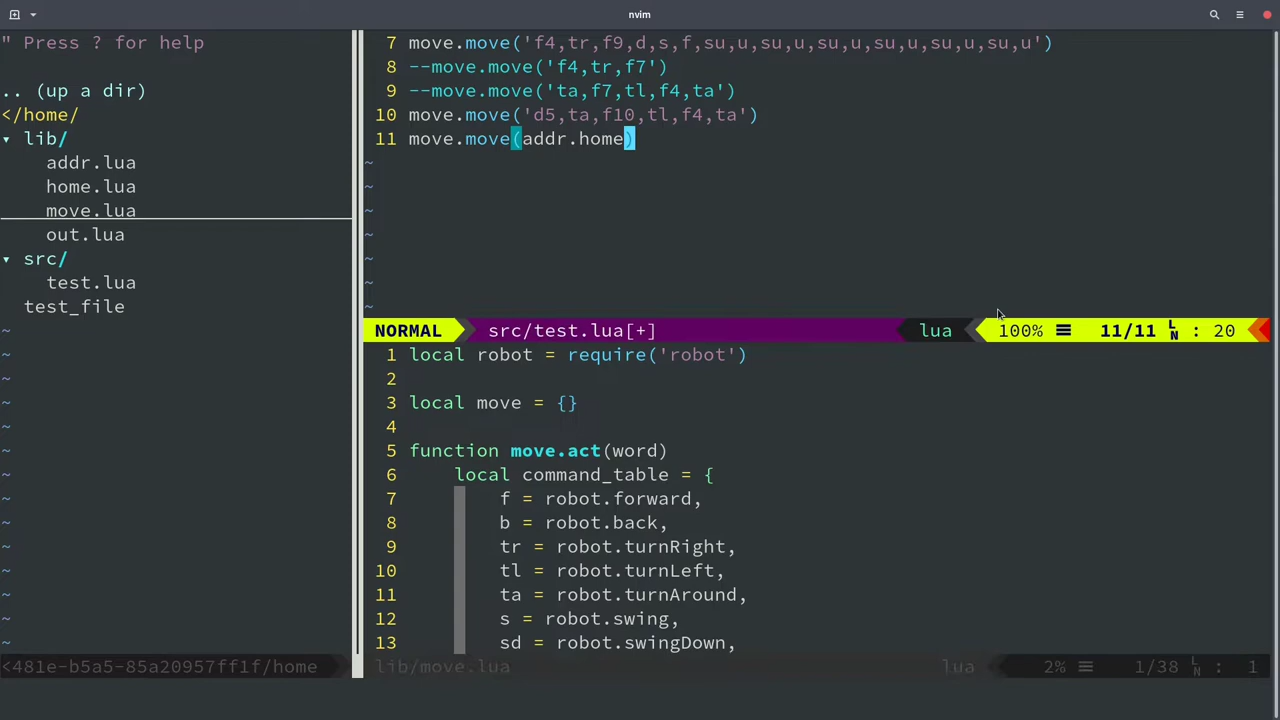 nvim
" Press ? for help
.. (up a dir)
</home/
▾ lib/
addr.lua
home.lua
move.lua
out.lua
▾ src/
test.lua
test_file
~
~
~
~
~
~
~
~
~
~
~
~
~
~
<481e-b5a5-85a20957ff1f/home
7 move.move('f4,tr,f9,d,s,f,su,u,su,u,su,u,su,u,su,u,su,u')
8 --move.move('f4,tr,f7')
9 --move.move('ta,f7,tl,f4,ta')
10 move.move('d5,ta,f10,tl,f4,ta')
11 move.move(addr.home)
~
~
~
~
~
~
~
NORMAL src/test.lua[+] lua 100% ≡ 11/11 LN : 20
1 local robot = require('robot')
2
3 local move = {}
4
5 function move.act(word)
6 local command_table = {
7 f = robot.forward,
8 b = robot.back,
9 tr = robot.turnRight,
10 tl = robot.turnLeft,
11 ta = robot.turnAround,
12 s = robot.swing,
13 sd = robot.swingDown,
lib/move.lua lua 2% ≡ 1/38 LN : 1